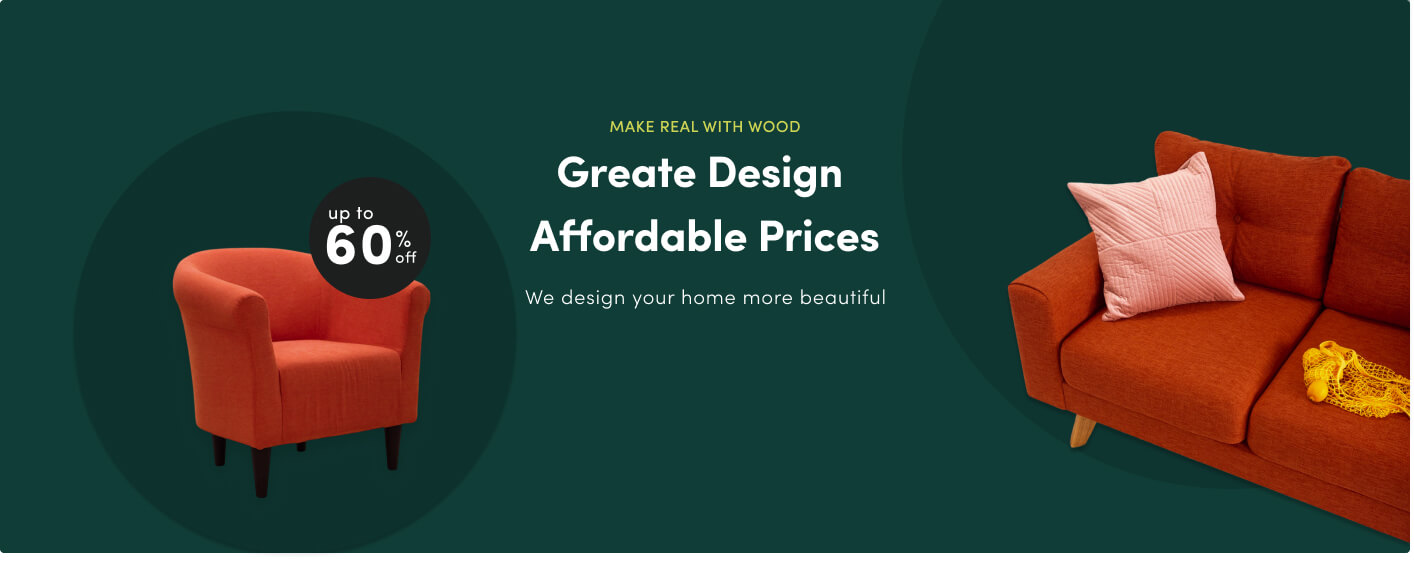 MAKE REAL WITH WOOD
Greate Design
Affordable Prices
We design your home more beautiful
up to
60%
off